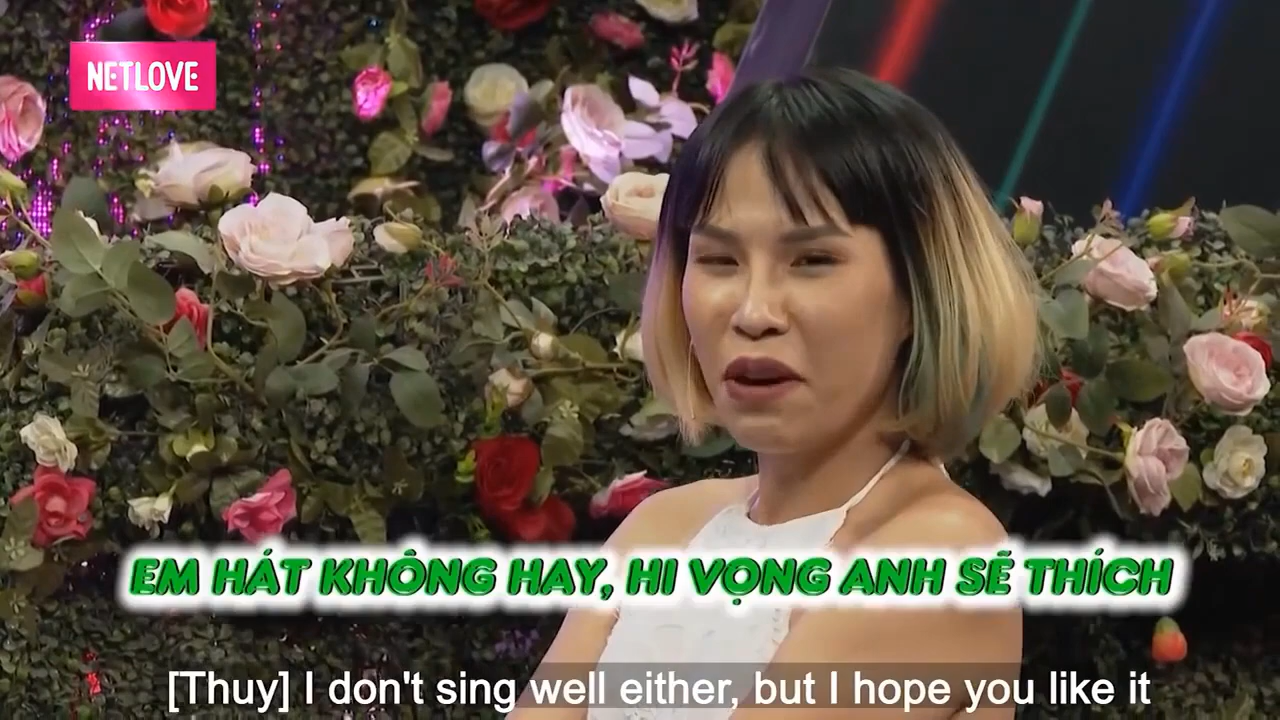 NETLOVE
EM HÁT KHÔNG HAY, HI VỌNG ANH SẼ THÍCH
[Thuy] I don't sing well either, but I hope you like it